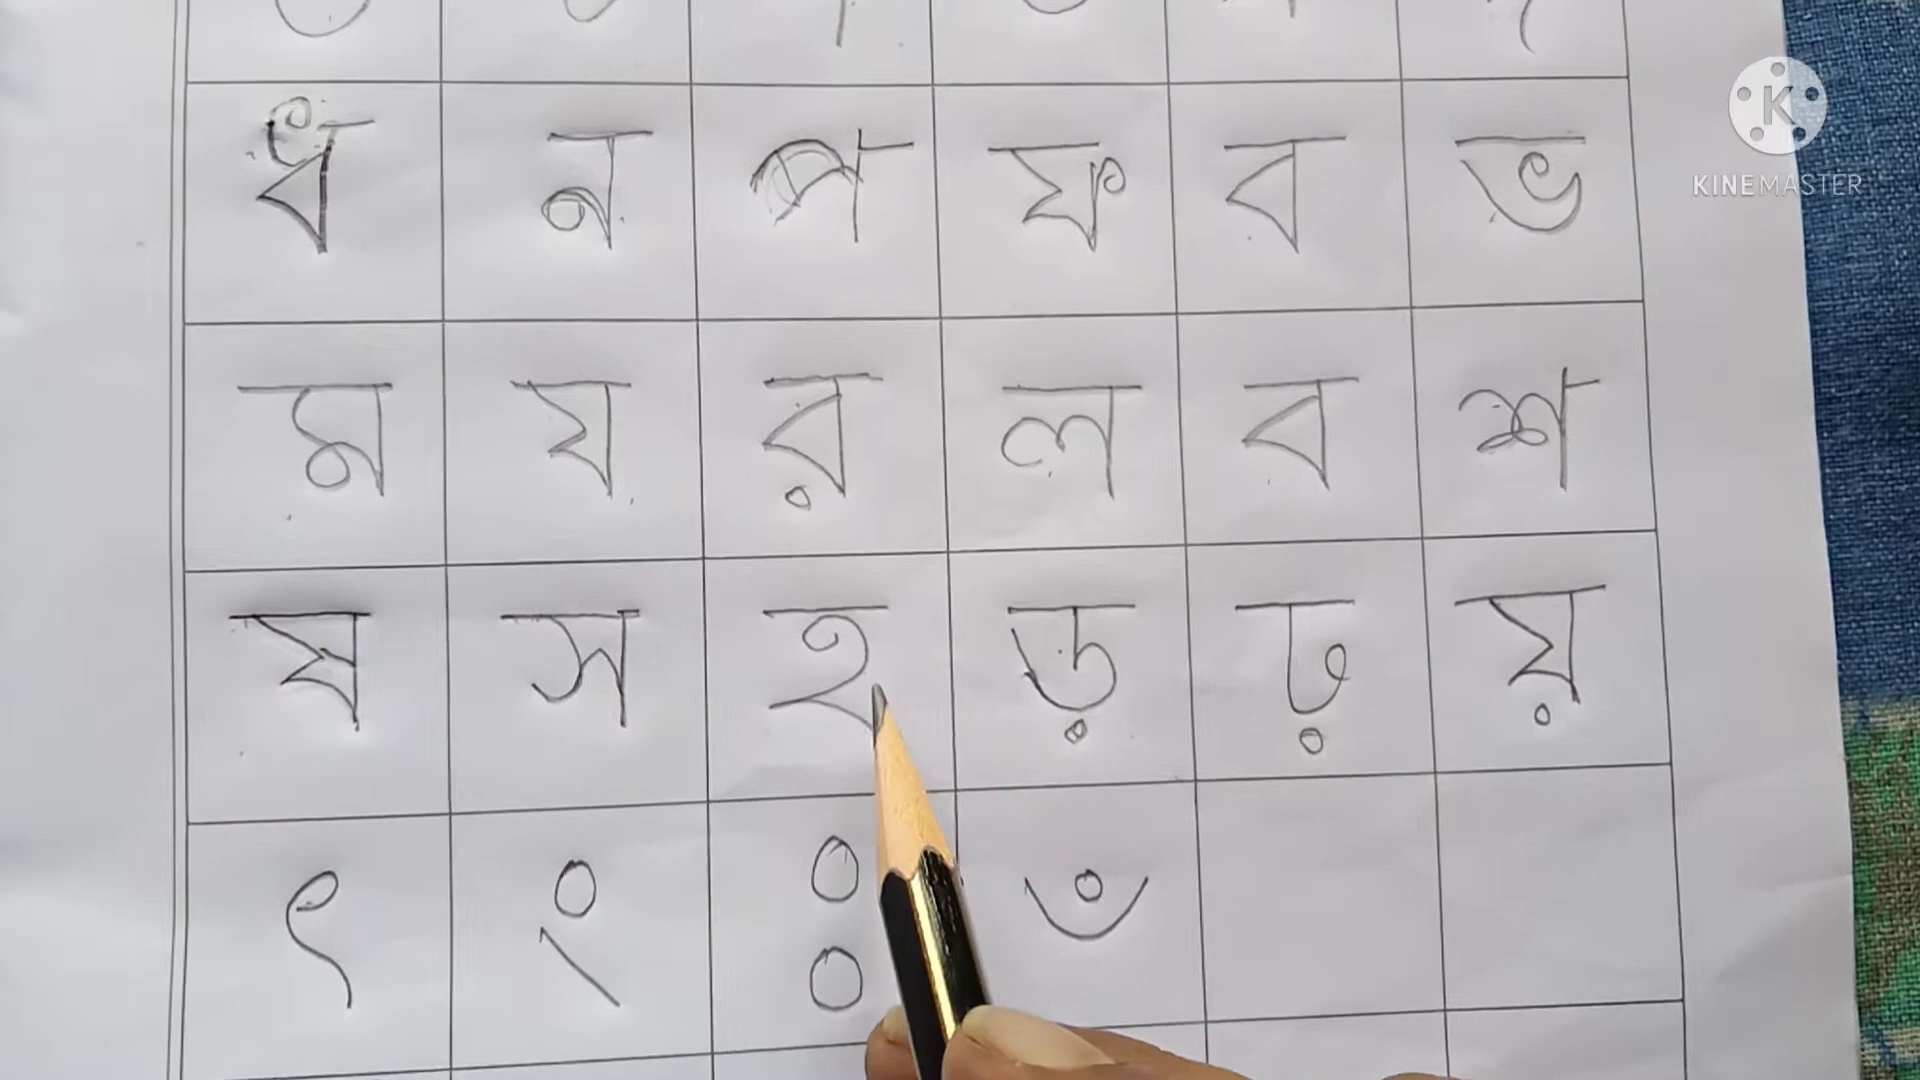 ধ ন প ফ ব ভ
ম য র ল ব শ
ষ স হ ড় ঢ় য়
ৎ ং ঃ ঁ
KINEMASTER